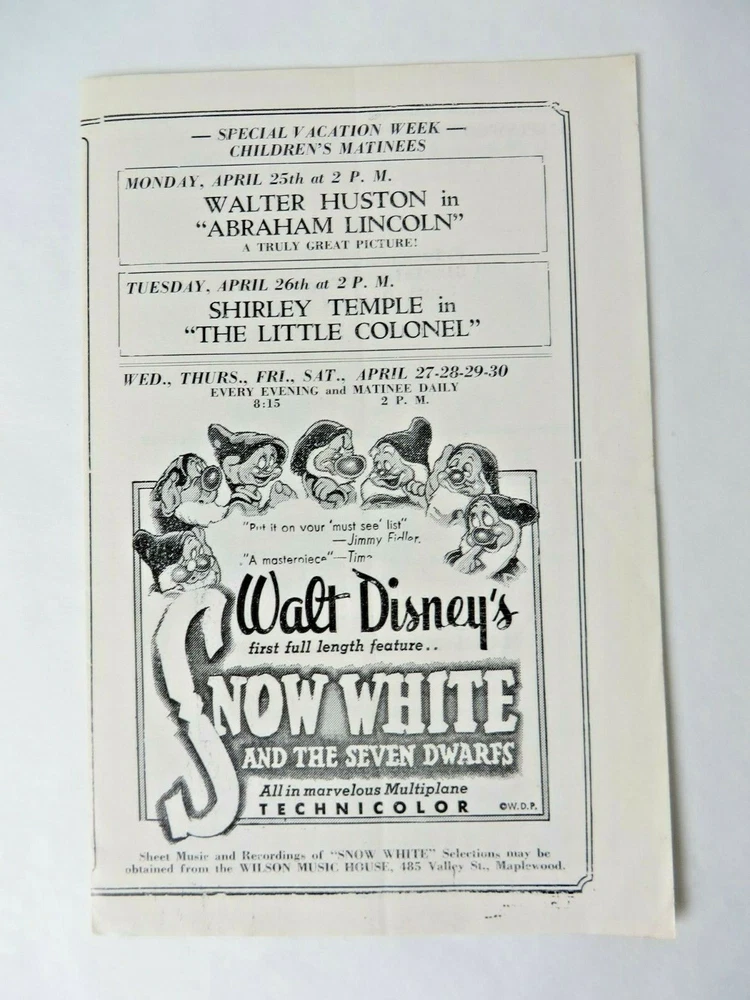 — SPECIAL VACATION WEEK —
CHILDREN'S MATINEES
MONDAY, APRIL 25th at 2 P. M.
WALTER HUSTON in
"ABRAHAM LINCOLN"
A TRULY GREAT PICTURE!
TUESDAY, APRIL 26th at 2 P. M.
SHIRLEY TEMPLE in
"THE LITTLE COLONEL"
WED., THURS., FRI., SAT., APRIL 27-28-29-30
EVERY EVENING and MATINEE DAILY
8:15 2 P. M.
"Put it on your 'must see' list"
—Jimmy Fidler.
"A masterpiece"—Time
Walt Disney's
first full length feature..
SNOW WHITE
AND THE SEVEN DWARFS
All in marvelous Multiplane
TECHNICOLOR ©W.D.P.
Sheet Music and Recordings of "SNOW WHITE" Selections may be
obtained from the WILSON MUSIC HOUSE, 485 Valley St., Maplewood.